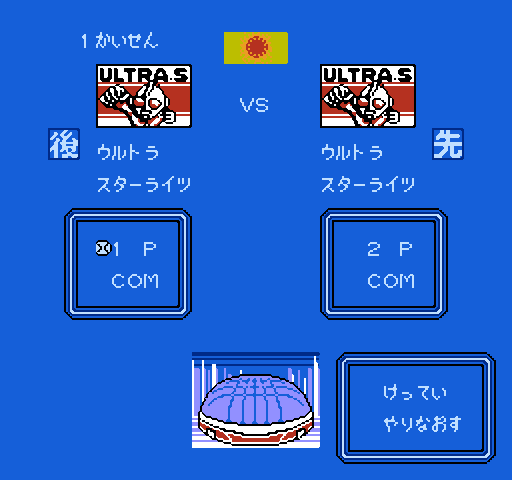 1かいせん
ULTRA.S
ULTRA.S
VS
後
先
ウルトラ
スターライツ
ウルトラ
スターライツ
1 P
COM
2 P
COM
けってい
やりなおす